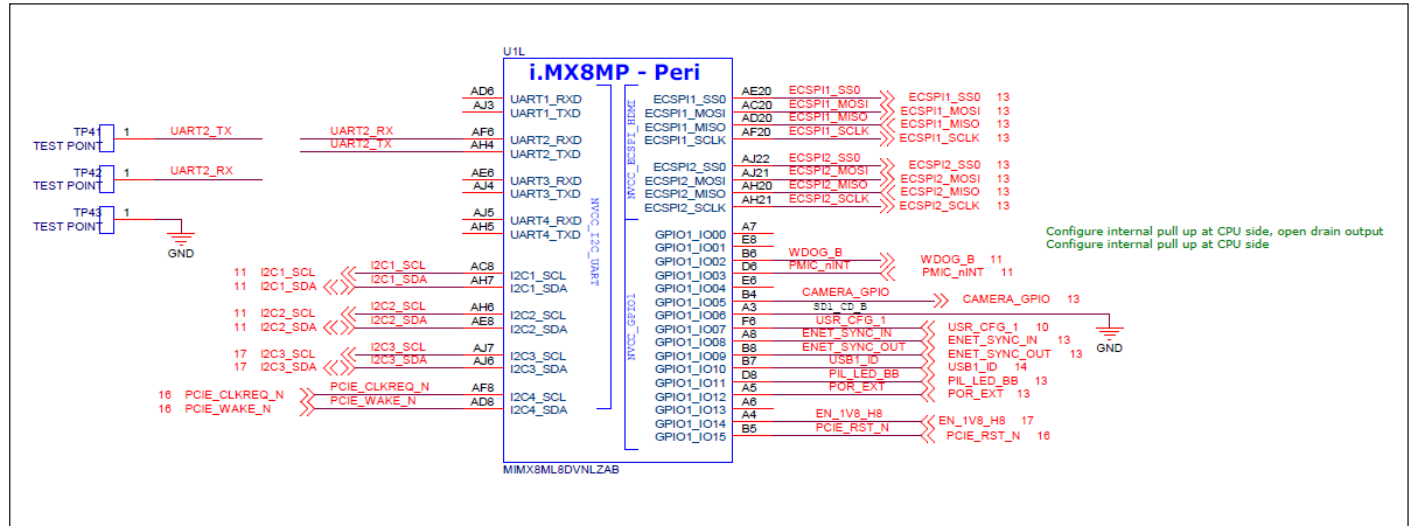 U1L
i.MX8MP - Peri
TP41
TEST POINT
1
UART2_TX
TP42
TEST POINT
1
UART2_RX
TP43
TEST POINT
1
GND
AD6 UART1_RXD
AJ3 UART1_TXD
UART2_RX AF6 UART2_RXD
UART2_TX AH4 UART2_TXD
AE6 UART3_RXD
AJ4 UART3_TXD
AJ5 UART4_RXD
AH5 UART4_TXD
11 I2C1_SCL I2C1_SCL AC8 I2C1_SCL
11 I2C1_SDA I2C1_SDA AH7 I2C1_SDA
11 I2C2_SCL I2C2_SCL AH6 I2C2_SCL
11 I2C2_SDA I2C2_SDA AE8 I2C2_SDA
17 I2C3_SCL I2C3_SCL AJ7 I2C3_SCL
17 I2C3_SDA I2C3_SDA AJ6 I2C3_SDA
16 PCIE_CLKREQ_N PCIE_CLKREQ_N AF8 I2C4_SCL
16 PCIE_WAKE_N PCIE_WAKE_N AD8 I2C4_SDA
NVCC_I2C_UART
NVCC_ECSPI_HDMI
NVCC_GPIO1
ECSPI1_SS0 AE20 ECSPI1_SS0 ECSPI1_SS0 13
ECSPI1_MOSI AC20 ECSPI1_MOSI ECSPI1_MOSI 13
ECSPI1_MISO AD20 ECSPI1_MISO ECSPI1_MISO 13
ECSPI1_SCLK AF20 ECSPI1_SCLK ECSPI1_SCLK 13
ECSPI2_SS0 AJ22 ECSPI2_SS0 ECSPI2_SS0 13
ECSPI2_MOSI AJ21 ECSPI2_MOSI ECSPI2_MOSI 13
ECSPI2_MISO AH20 ECSPI2_MISO ECSPI2_MISO 13
ECSPI2_SCLK AH21 ECSPI2_SCLK ECSPI2_SCLK 13
GPIO1_IO00 A7
GPIO1_IO01 E8
GPIO1_IO02 B6 WDOG_B WDOG_B 11
GPIO1_IO03 D6 PMIC_nINT PMIC_nINT 11
GPIO1_IO04 E6
GPIO1_IO05 B4 CAMERA_GPIO CAMERA_GPIO 13
GPIO1_IO06 A3 SD1_CD_B
GND
GPIO1_IO07 F6 USR_CFG_1 USR_CFG_1 10
GPIO1_IO08 A8 ENET_SYNC_IN ENET_SYNC_IN 13
GPIO1_IO09 B8 ENET_SYNC_OUT ENET_SYNC_OUT 13
GPIO1_IO10 B7 USB1_ID USB1_ID 14
GPIO1_IO11 D8 PIL_LED_BB PIL_LED_BB 13
GPIO1_IO12 A5 POR_EXT POR_EXT 13
GPIO1_IO13 A6
GPIO1_IO14 A4 EN_1V8_H8 EN_1V8_H8 17
GPIO1_IO15 B5 PCIE_RST_N PCIE_RST_N 16
Configure internal pull up at CPU side, open drain output
Configure internal pull up at CPU side
MIMX8ML8DVNLZAB